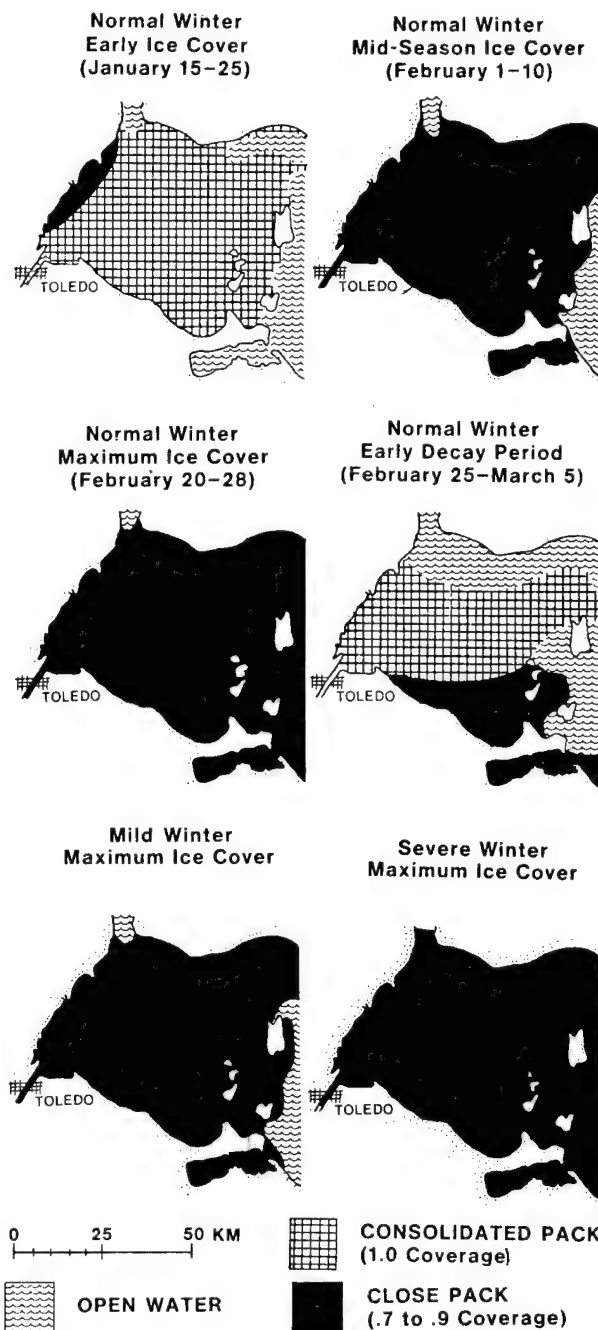 Normal Winter
Early Ice Cover
(January 15–25)
Normal Winter
Mid-Season Ice Cover
(February 1–10)
TOLEDO
TOLEDO
Normal Winter
Maximum Ice Cover
(February 20–28)
Normal Winter
Early Decay Period
(February 25–March 5)
TOLEDO
TOLEDO
Mild Winter
Maximum Ice Cover
Severe Winter
Maximum Ice Cover
TOLEDO
TOLEDO
0 25 50 KM
CONSOLIDATED PACK
(1.0 Coverage)
OPEN WATER
CLOSE PACK
(.7 to .9 Coverage)